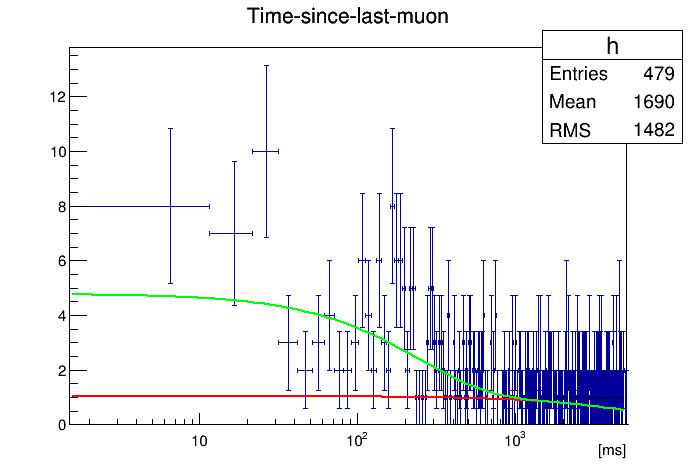 Time-since-last-muon
h
Entries 479
Mean 1690
RMS 1482
12
10
8
6
4
2
0
10 10² 10³
[ms]